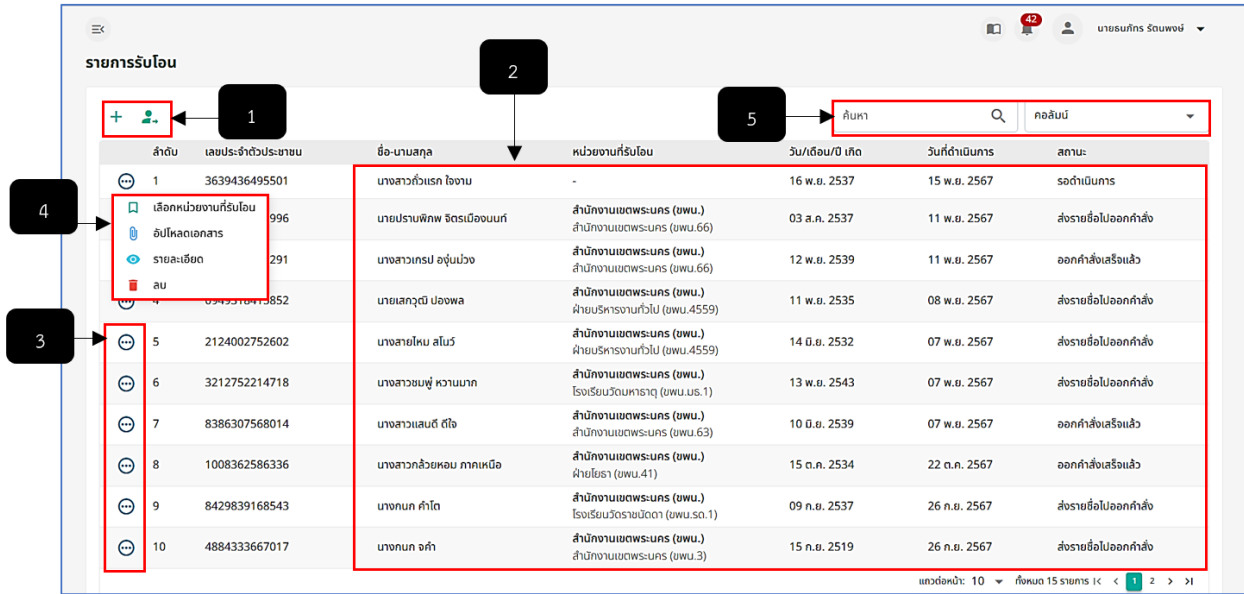 42
นายธนภัทร รัตนพงษ์
รายการรับโอน
2
1
5
ค้นหา
คอลัมน์
ลำดับ เลขประจำตัวประชาชน ชื่อ-นามสกุล หน่วยงานที่รับโอน วัน/เดือน/ปี เกิด วันที่ดำเนินการ สถานะ
1 3639436495501 นางสาวถั่วแรก ใจงาม - 16 พ.ย. 2537 15 พ.ย. 2567 รอดำเนินการ
4
เลือกหน่วยงานที่รับโอน
อัปโหลดเอกสาร
รายละเอียด
ลบ
996 นายปราบพิภพ จิตรเมืองนนท์ สำนักงานเขตพระนคร (ขพน.) 03 ส.ค. 2537 11 พ.ย. 2567 ส่งรายชื่อไปออกคำสั่ง
สำนักงานเขตพระนคร (ขพน.66)
291 นางสาวเกรป องุ่นม่วง สำนักงานเขตพระนคร (ขพน.) 12 พ.ย. 2539 11 พ.ย. 2567 ออกคำสั่งเสร็จแล้ว
สำนักงานเขตพระนคร (ขพน.66)
นายเสกวุฒิ ปองพล สำนักงานเขตพระนคร (ขพน.) 11 พ.ย. 2535 08 พ.ย. 2567 ส่งรายชื่อไปออกคำสั่ง
ฝ่ายบริหารงานทั่วไป (ขพน.4559)
3
5 2124002752602 นางสายไหม สโนว์ สำนักงานเขตพระนคร (ขพน.) 14 มิ.ย. 2532 07 พ.ย. 2567 ส่งรายชื่อไปออกคำสั่ง
ฝ่ายบริหารงานทั่วไป (ขพน.4559)
6 3212752214718 นางสาวชมพู่ หวานมาก สำนักงานเขตพระนคร (ขพน.) 13 พ.ย. 2543 07 พ.ย. 2567 ส่งรายชื่อไปออกคำสั่ง
โรงเรียนวัดมหาธาตุ (ขพน.มธ.1)
7 8386307568014 นางสาวแสนดี ดีใจ สำนักงานเขตพระนคร (ขพน.) 10 มิ.ย. 2539 07 พ.ย. 2567 ออกคำสั่งเสร็จแล้ว
สำนักงานเขตพระนคร (ขพน.63)
8 1008362586336 นางสาวกล้วยหอม ภาคเหนือ สำนักงานเขตพระนคร (ขพน.) 15 ต.ค. 2534 22 ต.ค. 2567 ออกคำสั่งเสร็จแล้ว
ฝ่ายโยธา (ขพน.41)
9 8429839168543 นางกนก คำโต สำนักงานเขตพระนคร (ขพน.) 09 ก.ย. 2537 26 ก.ย. 2567 ส่งรายชื่อไปออกคำสั่ง
โรงเรียนวัดราชนัดดา (ขพน.รด.1)
10 4884333667017 นางกนก จคำ สำนักงานเขตพระนคร (ขพน.) 15 ก.ย. 2519 26 ก.ย. 2567 ส่งรายชื่อไปออกคำสั่ง
สำนักงานเขตพระนคร (ขพน.3)
แถวต่อหน้า: 10 ทั้งหมด 15 รายการ 1 2